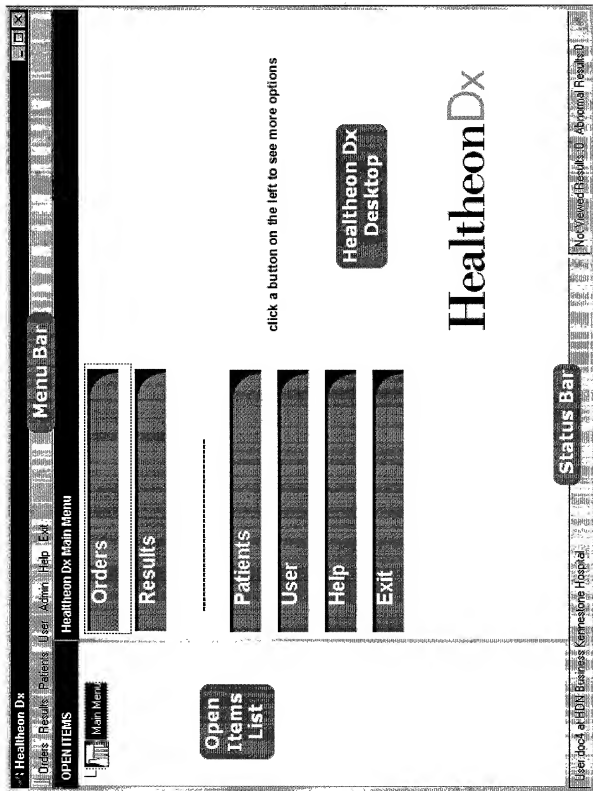 Healtheon Dx
Orders Results Patients User Admin Help Exit
Menu Bar
OPEN ITEMS
Healtheon Dx Main Menu
Main Menu
Orders
Results
Patients
User
Help
Exit
click a button on the left to see more options
Open
Items
List
Healtheon Dx
Desktop
HealtheonDx
Status Bar
User doc4 at HDN Business Kennestone Hospital
Not Viewed Results: 0 Abnormal Results: 0